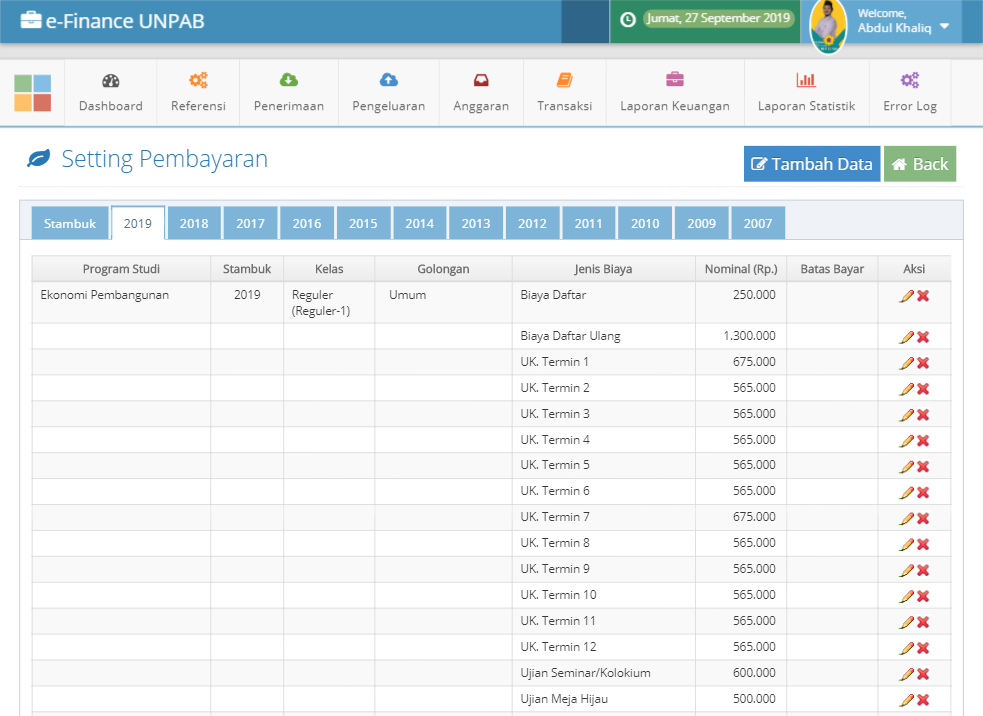 e-Finance UNPAB
Jumat, 27 September 2019
Welcome,
Abdul Khaliq
Dashboard Referensi Penerimaan Pengeluaran Anggaran Transaksi Laporan Keuangan Laporan Statistik Error Log
Setting Pembayaran
Tambah Data Back
Stambuk 2019 2018 2017 2016 2015 2014 2013 2012 2011 2010 2009 2007
Program Studi Stambuk Kelas Golongan Jenis Biaya Nominal (Rp.) Batas Bayar Aksi
Ekonomi Pembangunan 2019 Reguler Umum Biaya Daftar 250.000
(Reguler-1)
Biaya Daftar Ulang 1.300.000
UK. Termin 1 675.000
UK. Termin 2 565.000
UK. Termin 3 565.000
UK. Termin 4 565.000
UK. Termin 5 565.000
UK. Termin 6 565.000
UK. Termin 7 675.000
UK. Termin 8 565.000
UK. Termin 9 565.000
UK. Termin 10 565.000
UK. Termin 11 565.000
UK. Termin 12 565.000
Ujian Seminar/Kolokium 600.000
Ujian Meja Hijau 500.000